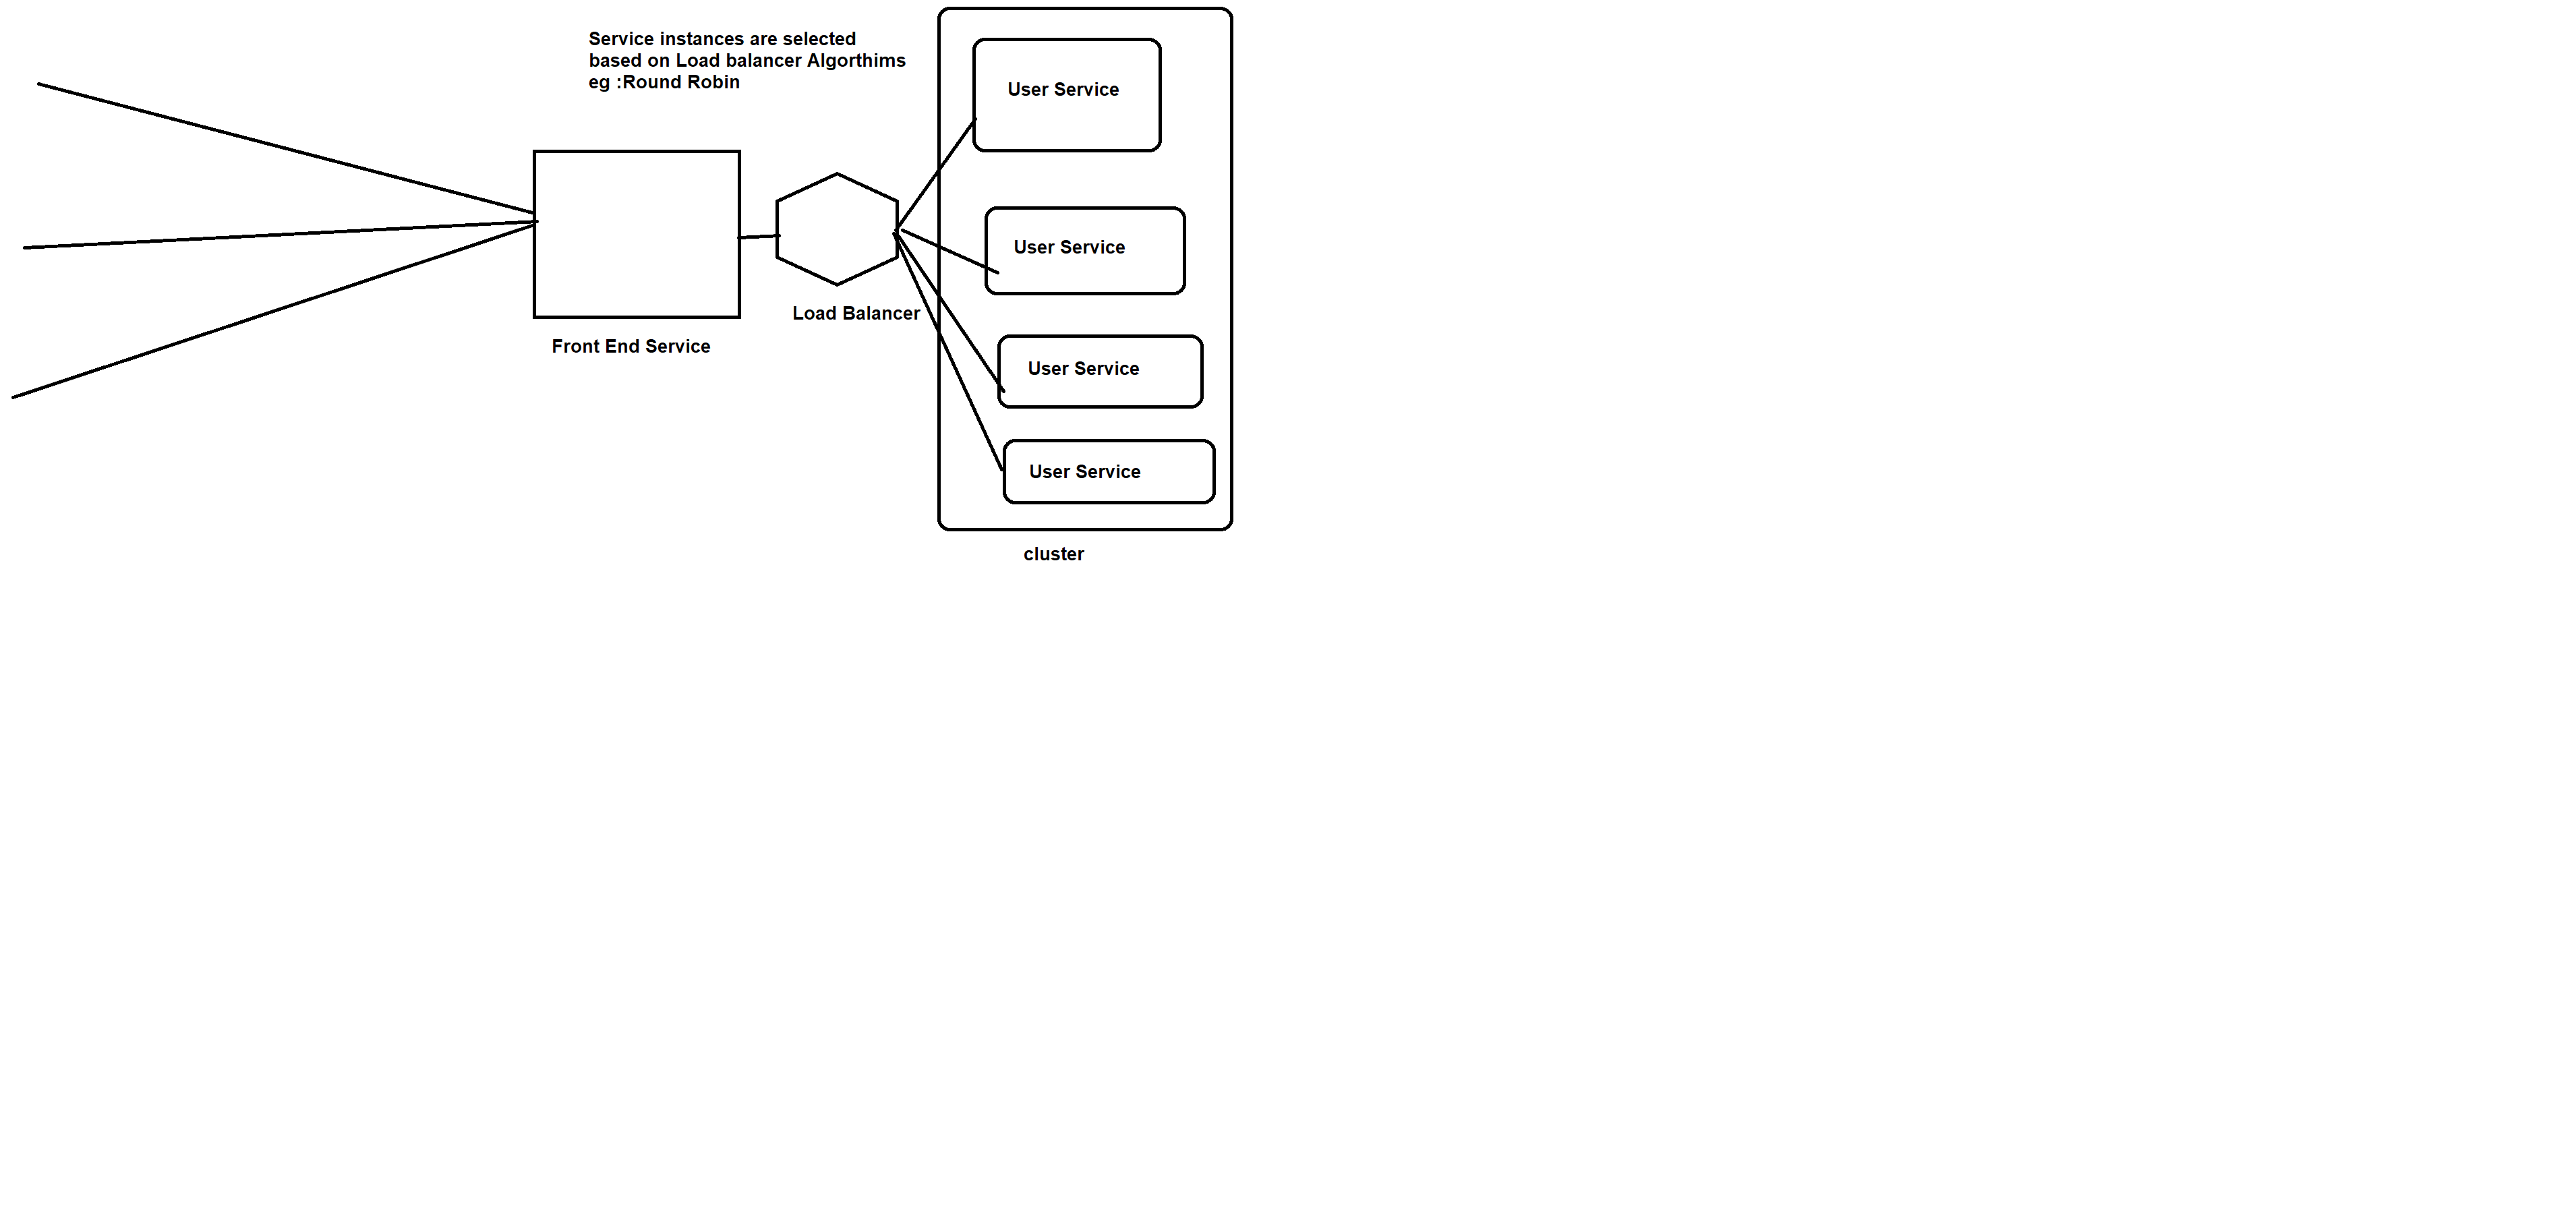 Service instances are selected
based on Load balancer Algorthims
eg :Round Robin
User Service
User Service
Load Balancer
Front End Service
User Service
User Service
cluster